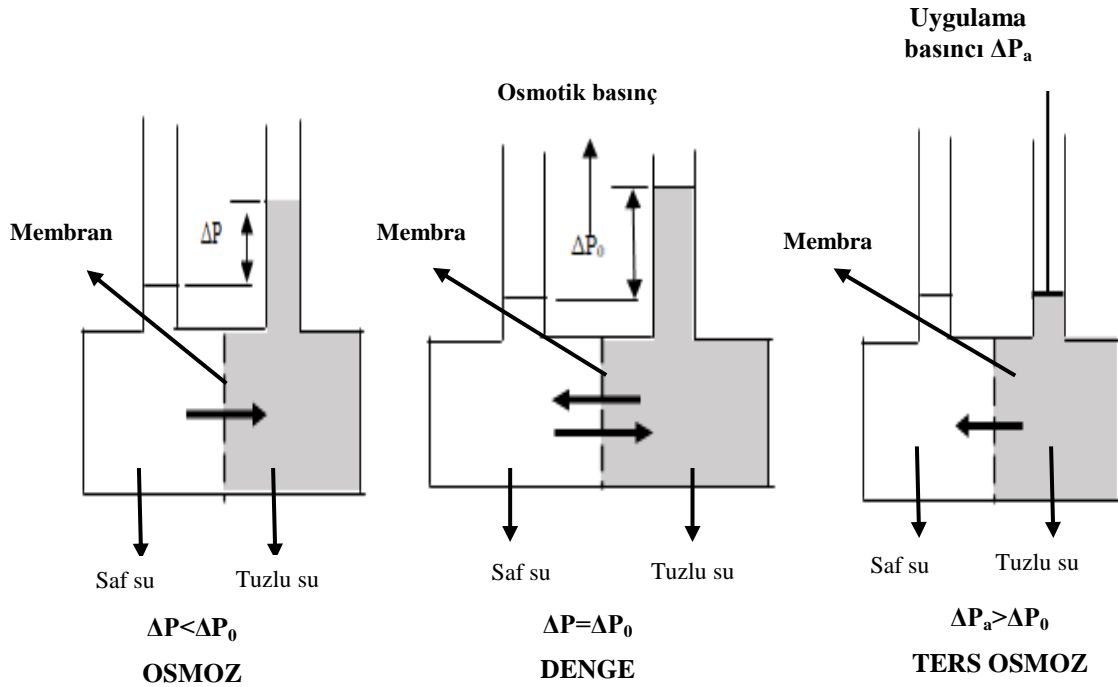 Uygulama
basıncı ΔPₐ
Osmotik basınç
Membran
ΔP
Membra
ΔP₀
Membra
Saf su
Tuzlu su
Saf su
Tuzlu su
Saf su
Tuzlu su
ΔP<ΔP₀
ΔP=ΔP₀
ΔPₐ>ΔP₀
OSMOZ
DENGE
TERS OSMOZ